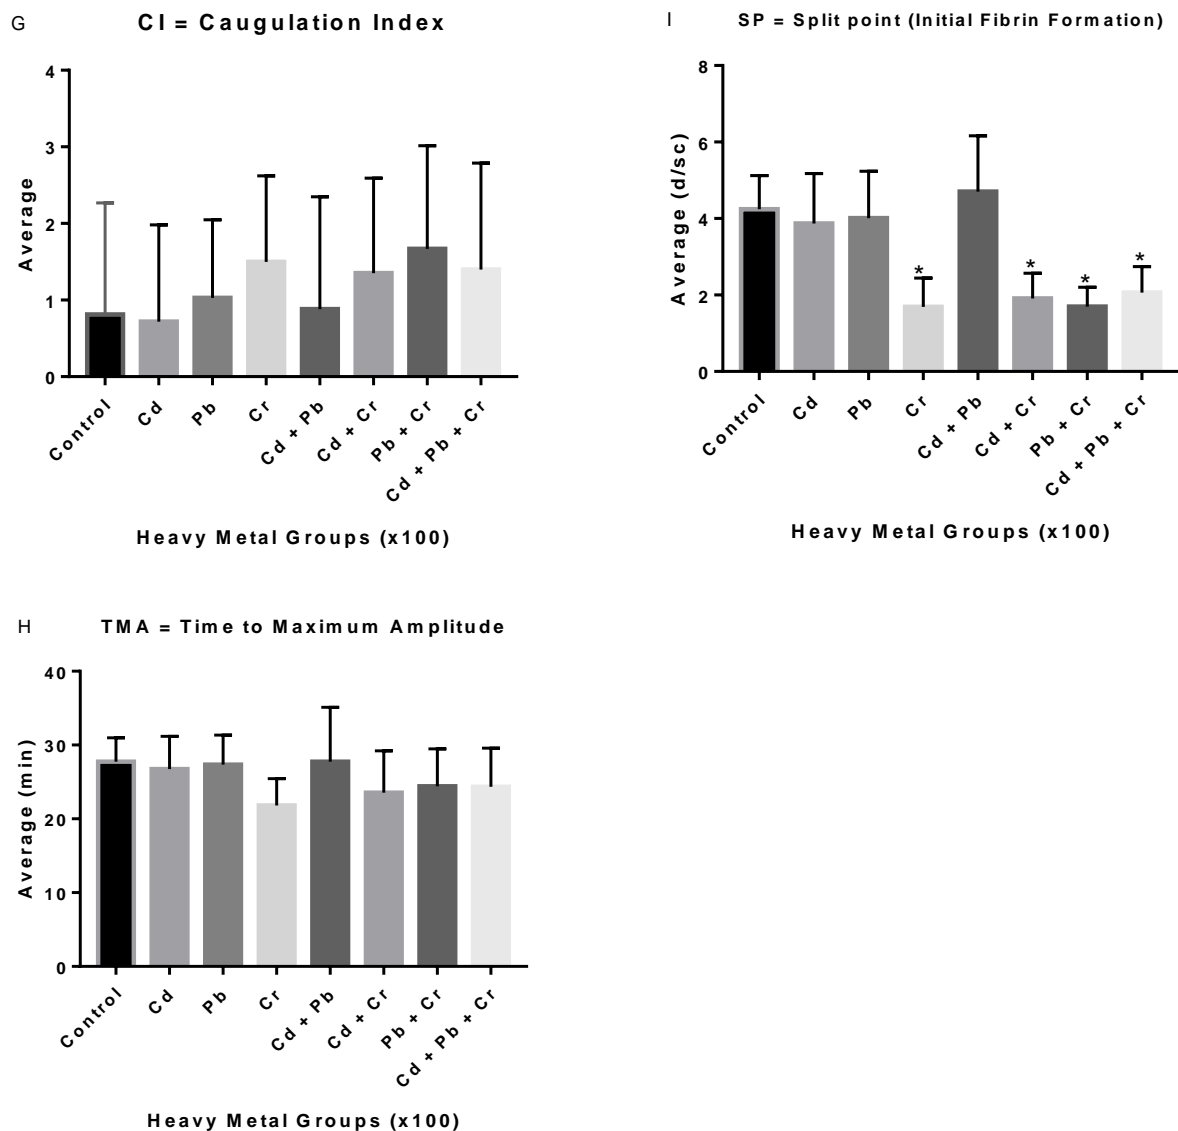 G
CI = Caugulation Index
4
3
2
1
0
Average
Control
Cd
Pb
Cr
Cd + Pb
Cd + Cr
Pb + Cr
Cd + Pb + Cr
Heavy Metal Groups (x100)
I
SP = Split point (Initial Fibrin Formation)
8
6
4
2
0
Average (d/sc)
*
*
*
*
Control
Cd
Pb
Cr
Cd + Pb
Cd + Cr
Pb + Cr
Cd + Pb + Cr
Heavy Metal Groups (x100)
H
TMA = Time to Maximum Amplitude
40
30
20
10
0
Average (min)
Control
Cd
Pb
Cr
Cd + Pb
Cd + Cr
Pb + Cr
Cd + Pb + Cr
Heavy Metal Groups (x100)